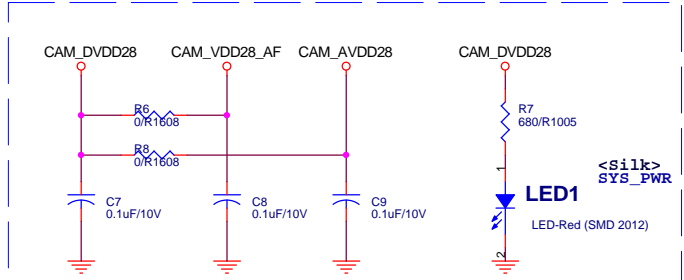 CAM_DVDD28
CAM_VDD28_AF
CAM_AVDD28
CAM_DVDD28
R6
0/R1608
R8
0/R1608
R7
680/R1005
C7
0.1uF/10V
C8
0.1uF/10V
C9
0.1uF/10V
1
<Silk>
SYS_PWR
LED1
LED-Red (SMD 2012)
2